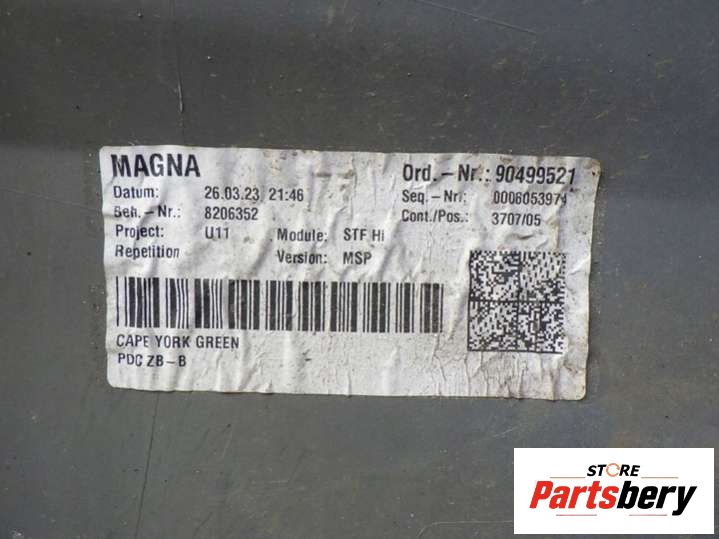 MAGNA
Ord.-Nr.: 90499521
Datum: 26.03.23 21:46
Seq.-Nr: 0006053974
Beh.-Nr.: 8206352
Cont./Pos.: 3707/05
Project: U11 Module: STF Hi
Repetition Version: MSP
CAPE YORK GREEN
PDC ZB-B
STORE
Partsbery